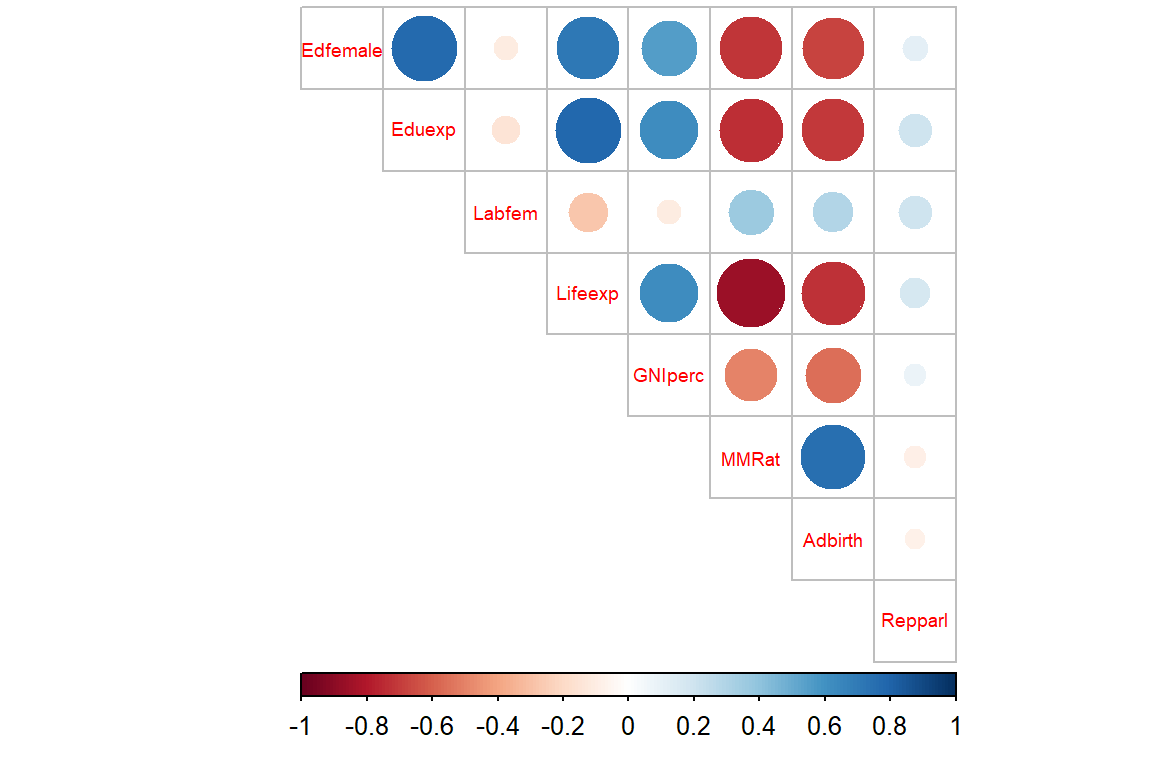 Edfemale
Eduexp
Labfem
Lifeexp
GNIperc
MMRat
Adbirth
Repparl
-1 -0.8 -0.6 -0.4 -0.2 0 0.2 0.4 0.6 0.8 1